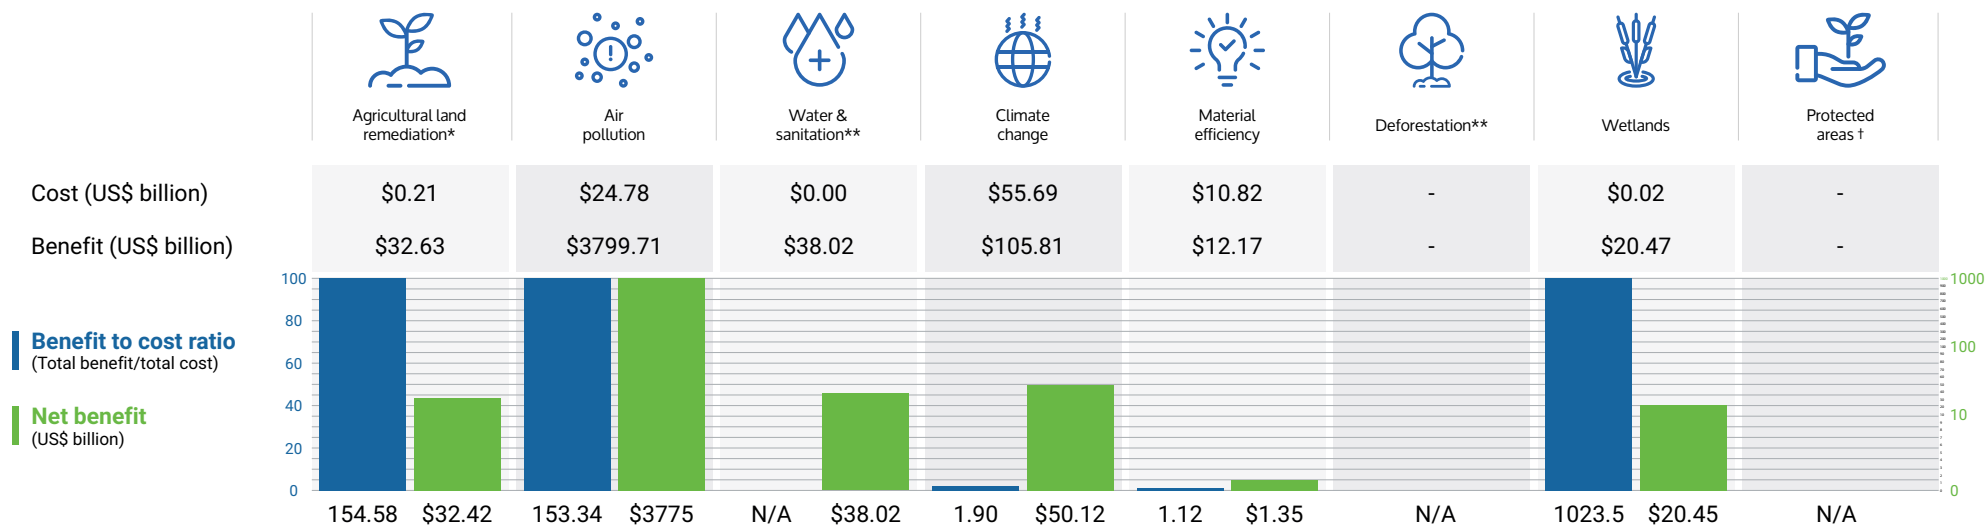 Agricultural land
remediation*
Air
pollution
Water &
sanitation**
Climate
change
Material
efficiency
Deforestation**
Wetlands
Protected
areas †
Cost (US$ billion) $0.21 $24.78 $0.00 $55.69 $10.82 - $0.02 -
Benefit (US$ billion) $32.63 $3799.71 $38.02 $105.81 $12.17 - $20.47 -
Benefit to cost ratio
(Total benefit/total cost)
Net benefit
(US$ billion)
100
80
60
40
20
0
1000
100
10
0
154.58 $32.42 153.34 $3775 N/A $38.02 1.90 $50.12 1.12 $1.35 N/A 1023.5 $20.45 N/A